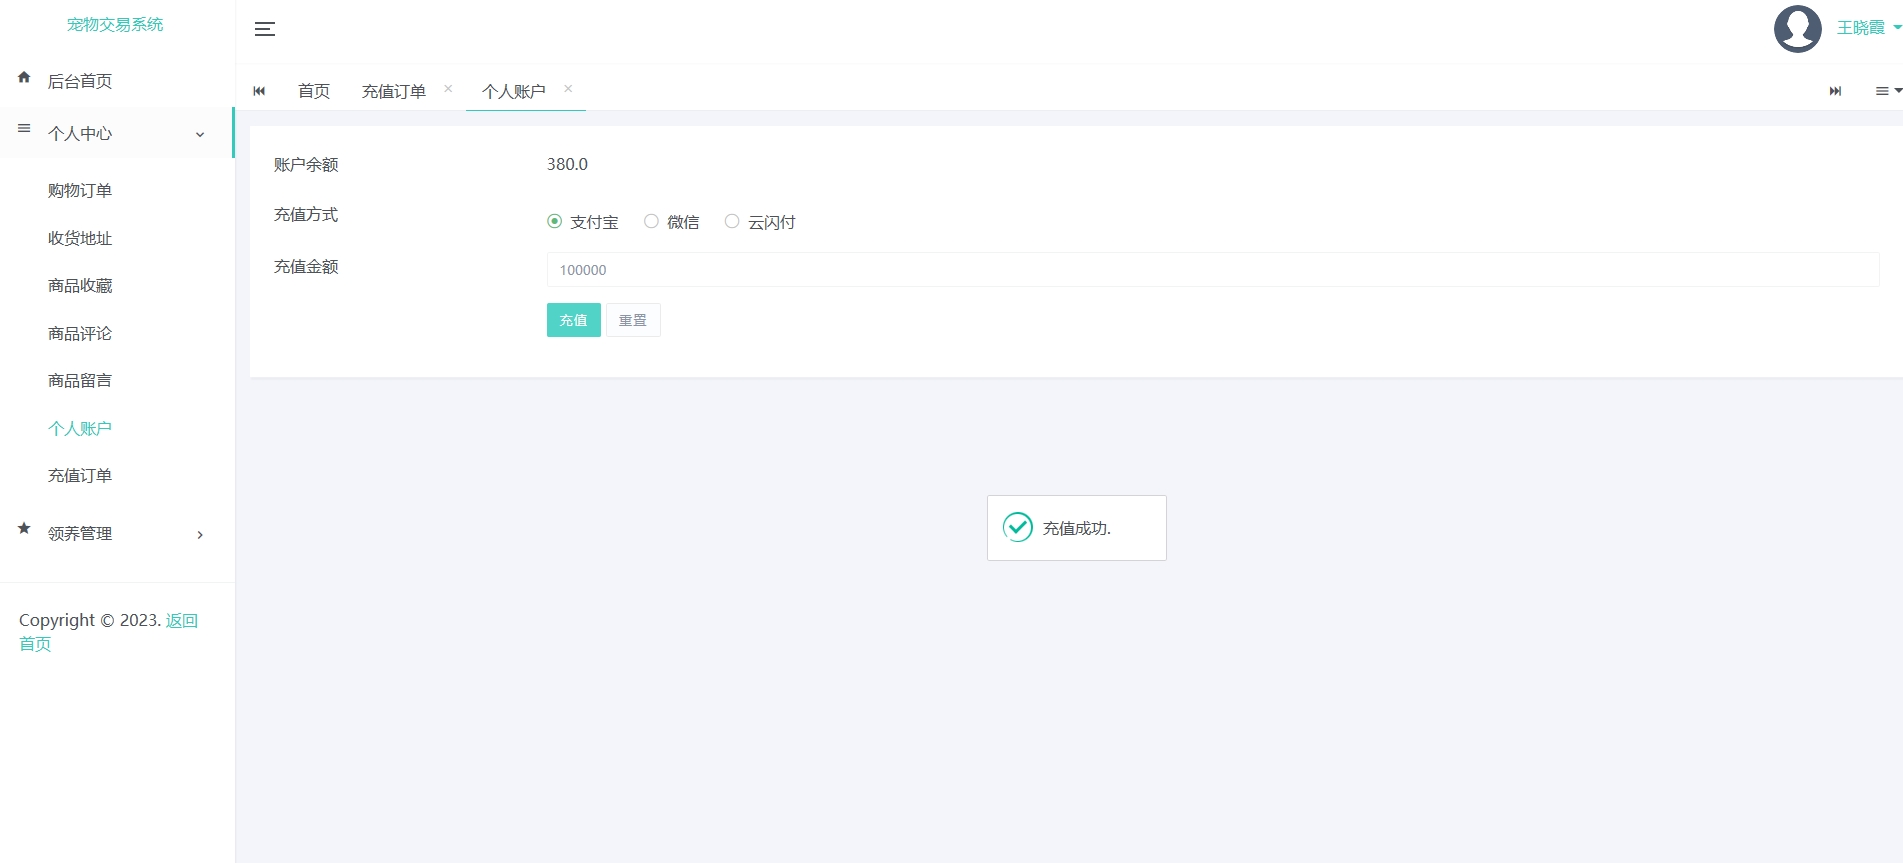 宠物交易系统
王晓霞
后台首页
首页
充值订单
个人账户
个人中心
账户余额
380.0
购物订单
充值方式
支付宝
微信
云闪付
收货地址
充值金额
100000
商品收藏
充值
重置
商品评论
商品留言
个人账户
充值订单
领养管理
充值成功.
Copyright © 2023. 返回
首页